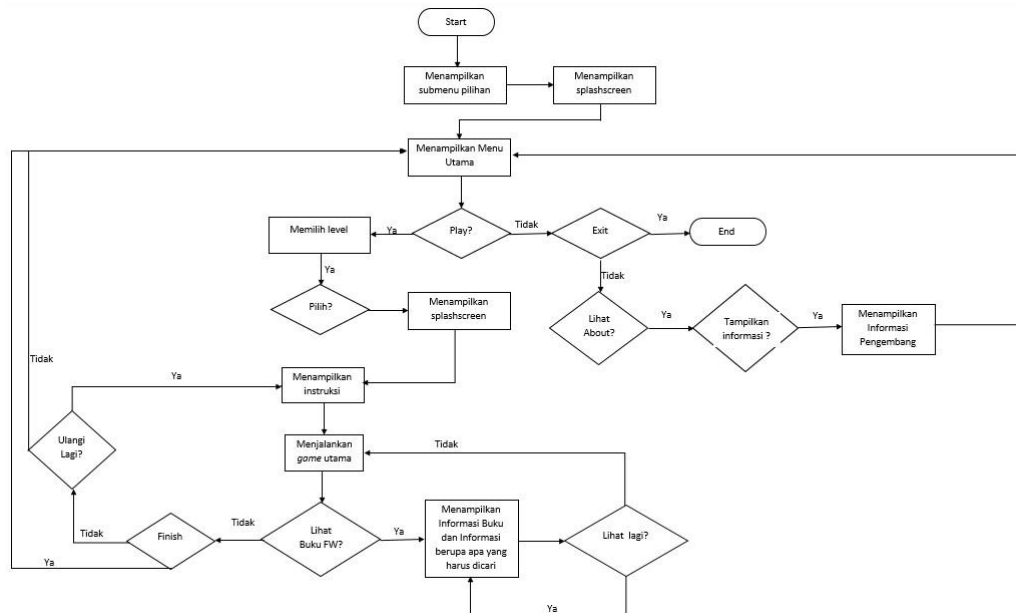 Start
Menampilkan
submenu pilihan
Menampilkan
splashscreen
Menampilkan Menu
Utama
Play?
Ya
Tidak
Exit
Ya
End
Memilih level
Ya
Pilih?
Menampilkan
splashscreen
Tidak
Lihat
About?
Ya
Tampilkan
informasi ?
Ya
Menampilkan
Informasi
Pengembang
Tidak
Ya
Menampilkan
instruksi
Ulangi
Lagi?
Menjalankan
game utama
Tidak
Tidak
Finish
Tidak
Lihat
Buku FW?
Ya
Menampilkan
Informasi Buku
dan Informasi
berupa apa yang
harus dicari
Lihat lagi?
Ya
Ya